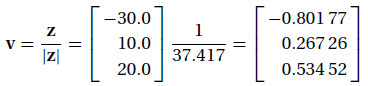 v = z / |z| = [ −30.0 10.0 20.0 ] 1 / 37.417 = [ −0.801 77 0.267 26 0.534 52 ]